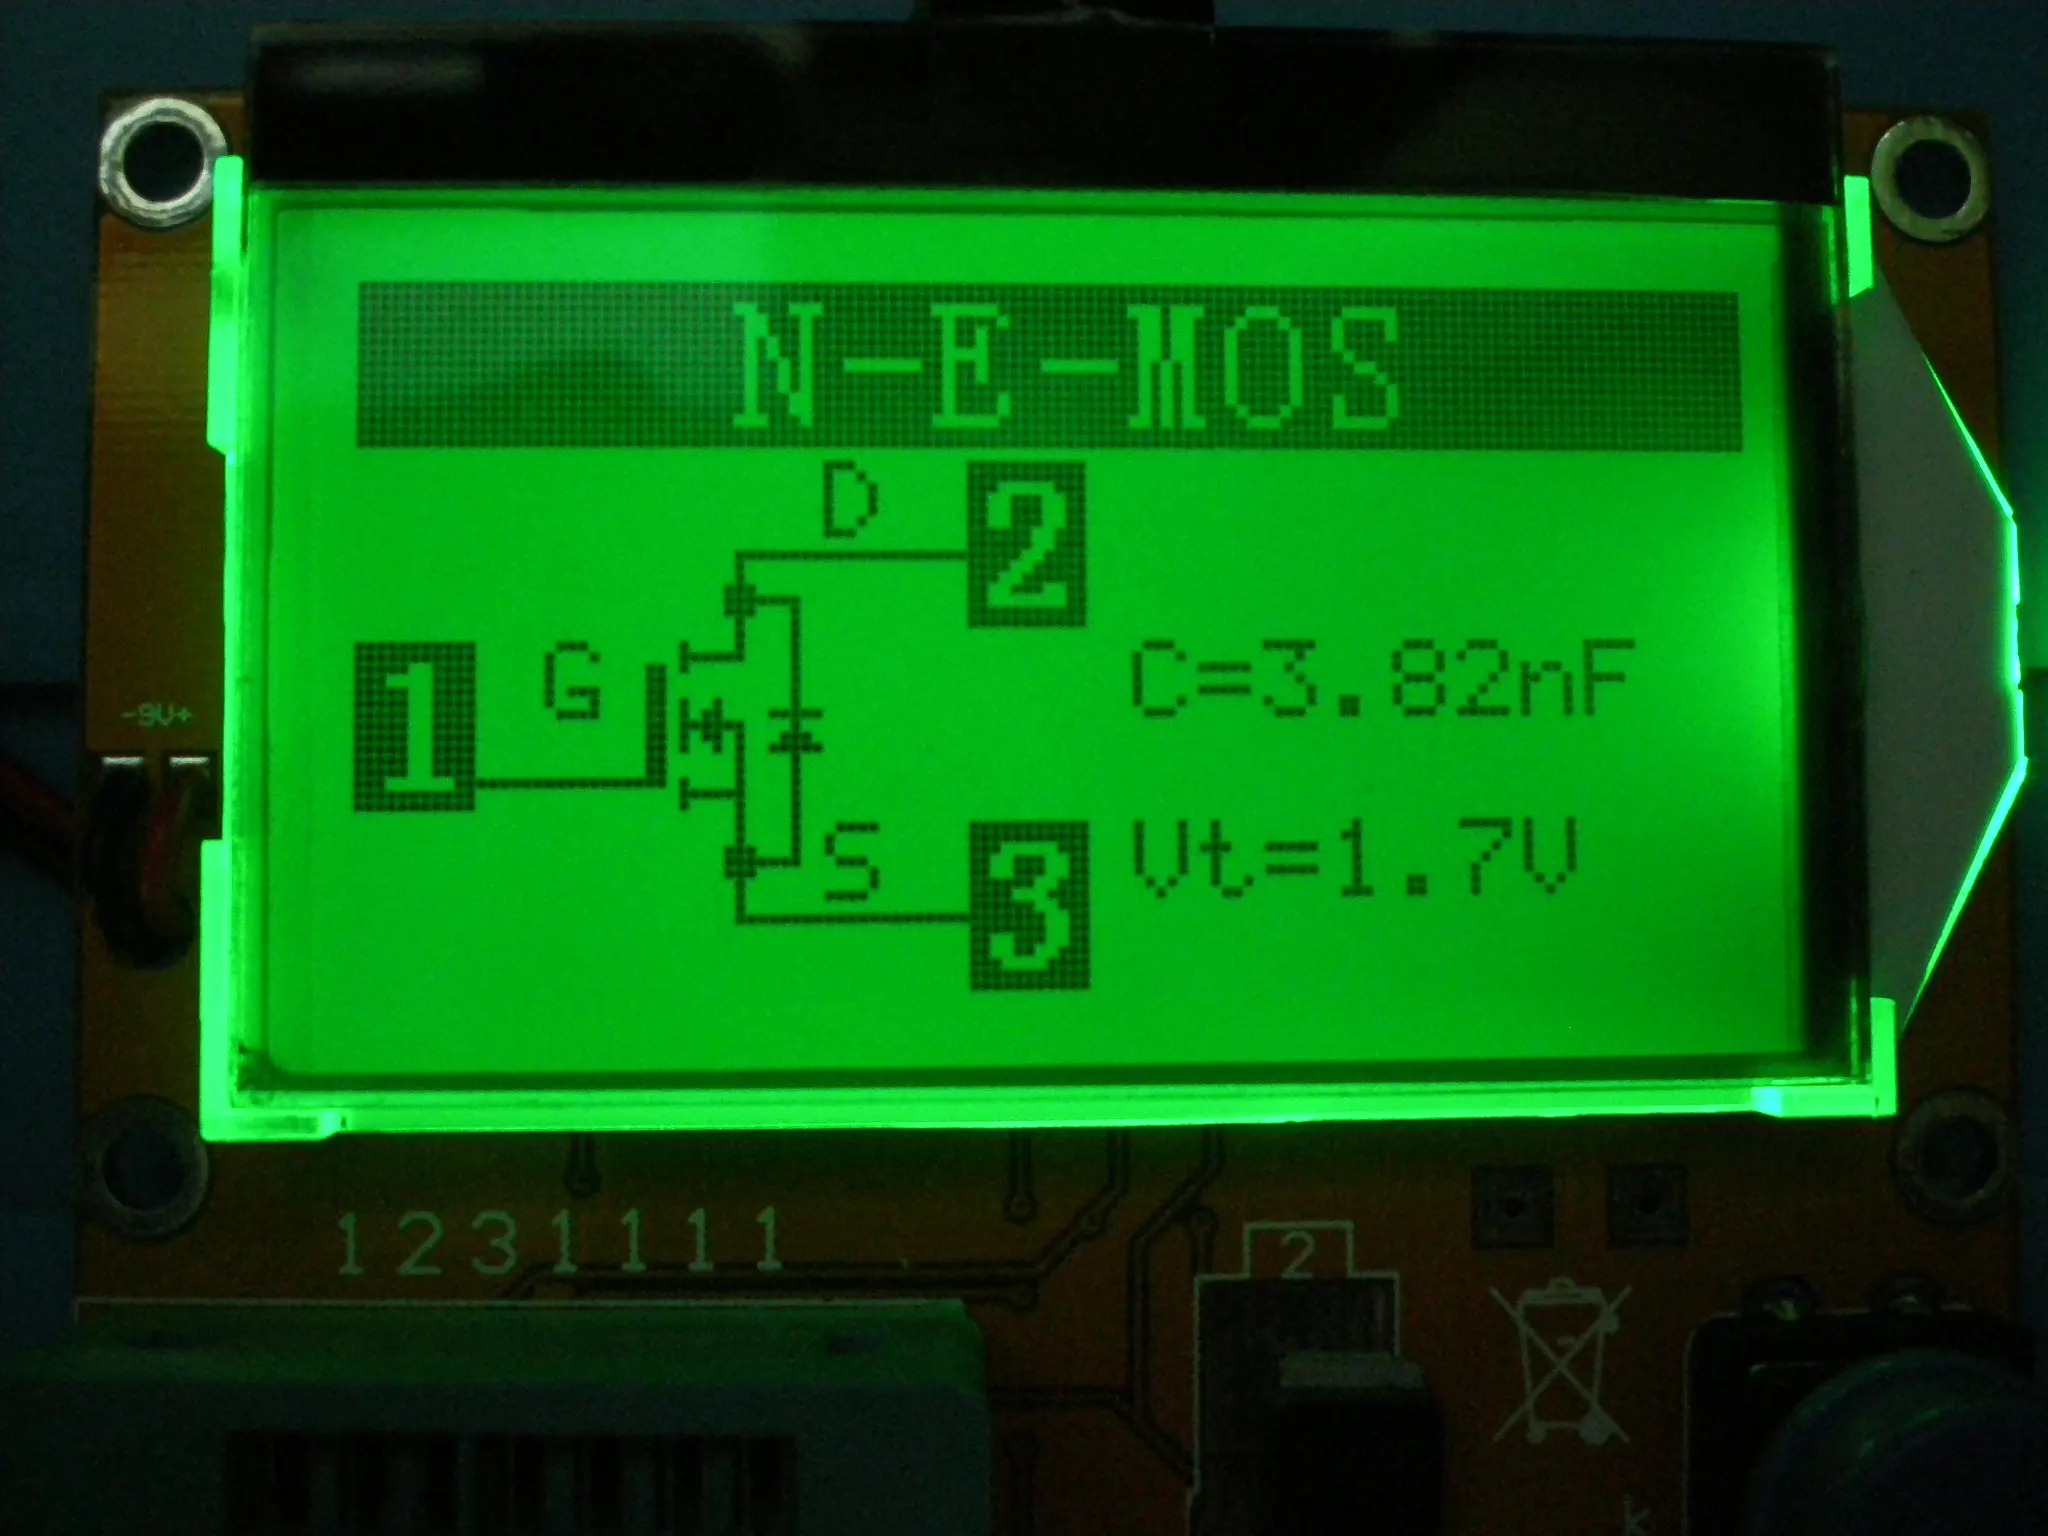 N-E-MOS
D 2
1 G C=3.82nF
S 3 Vt=1.7V
-9V+
1231111
2
k